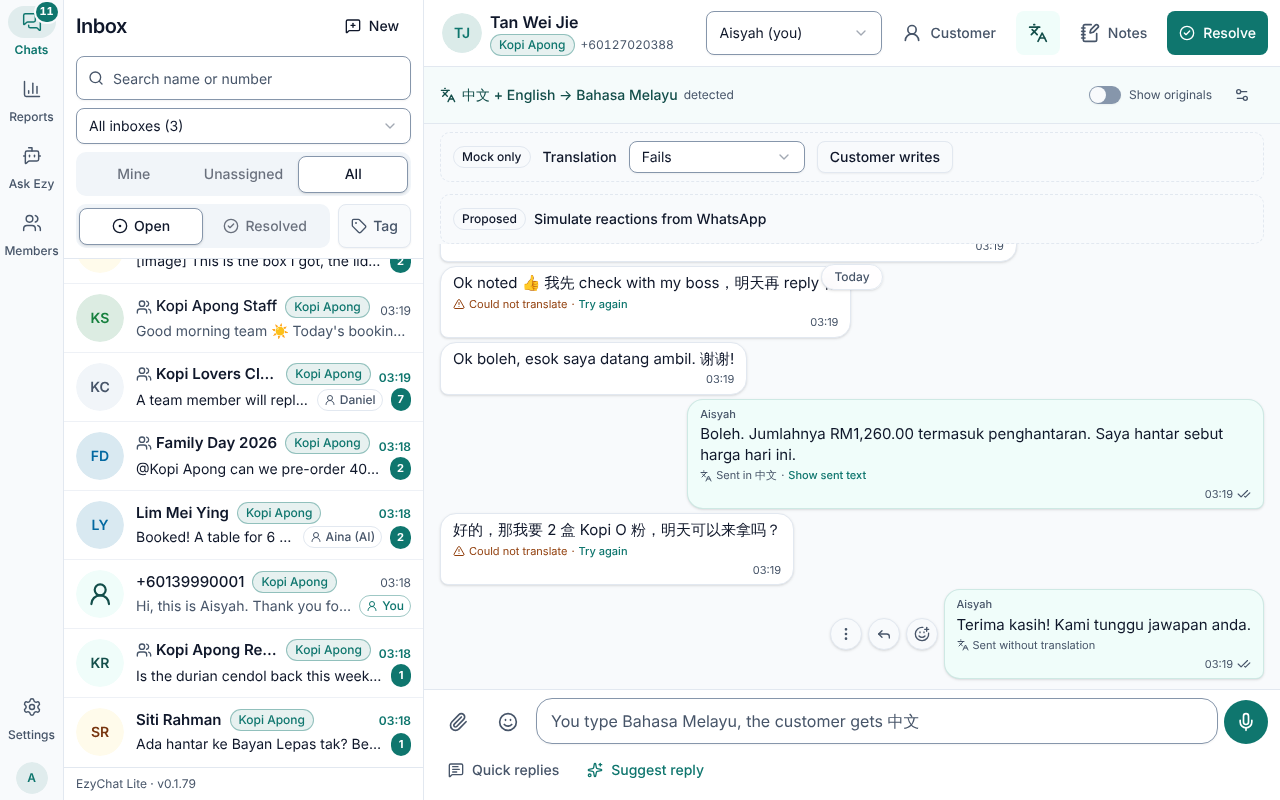 11
Chats
Reports
Ask Ezy
Members
Settings
A
Inbox
New
Search name or number
All inboxes (3)
Mine
Unassigned
All
Open
Resolved
Tag
[Image] This is the box I got, the lid...
2
KS
Kopi Apong Staff
Kopi Apong
03:19
Good morning team ☀️ Today's bookin...
KC
Kopi Lovers Cl...
Kopi Apong
03:19
A team member will repl...
Daniel
7
FD
Family Day 2026
Kopi Apong
03:18
@Kopi Apong can we pre-order 40...
2
LY
Lim Mei Ying
Kopi Apong
03:18
Booked! A table for 6 ...
Aina (AI)
2
+60139990001
Kopi Apong
03:18
Hi, this is Aisyah. Thank you fo...
You
KR
Kopi Apong Re...
Kopi Apong
03:18
Is the durian cendol back this week...
1
SR
Siti Rahman
Kopi Apong
03:18
Ada hantar ke Bayan Lepas tak? Be...
1
EzyChat Lite · v0.1.79
TJ
Tan Wei Jie
Kopi Apong
+60127020388
Aisyah (you)
Customer
Notes
Resolve
中文 + English → Bahasa Melayu detected
Show originals
Mock only
Translation
Fails
Customer writes
Proposed
Simulate reactions from WhatsApp
03:19
Today
Ok noted 👍 我先 check with my boss，明天再 reply
Could not translate · Try again
03:19
Ok boleh, esok saya datang ambil. 谢谢!
03:19
Aisyah
Boleh. Jumlahnya RM1,260.00 termasuk penghantaran. Saya hantar sebut
harga hari ini.
Sent in 中文 · Show sent text
03:19
好的，那我要 2 盒 Kopi O 粉，明天可以来拿吗？
Could not translate · Try again
03:19
Aisyah
Terima kasih! Kami tunggu jawapan anda.
Sent without translation
03:19
You type Bahasa Melayu, the customer gets 中文
Quick replies
Suggest reply